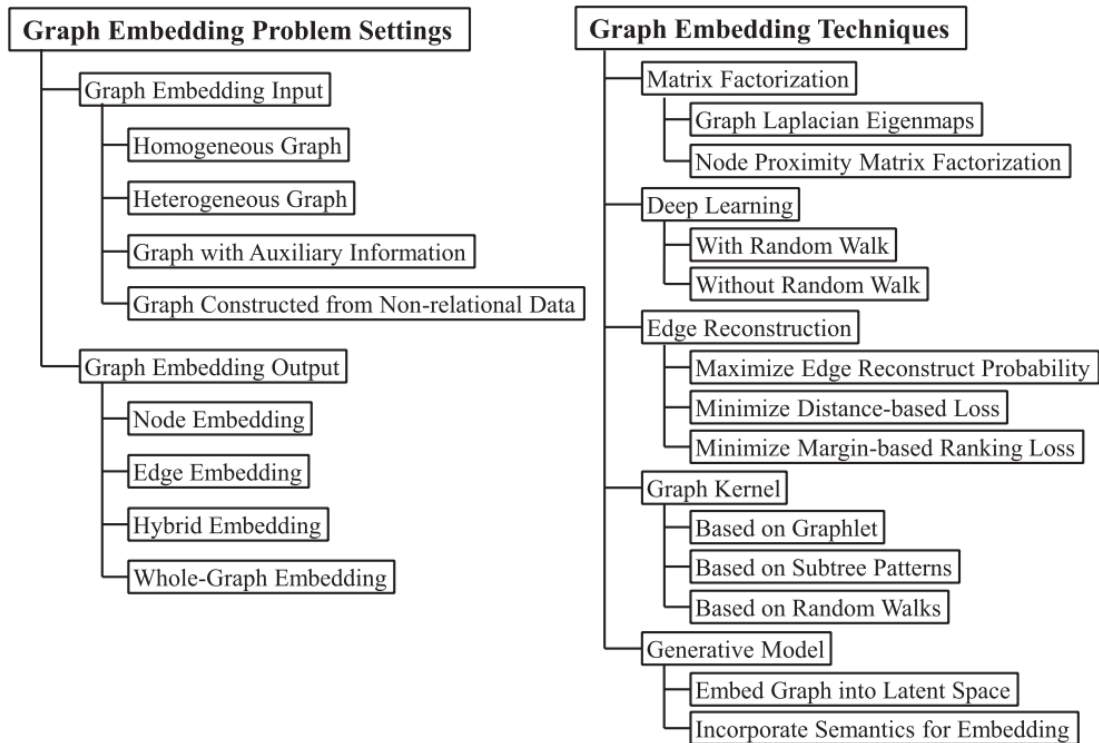 Graph Embedding Problem Settings
Graph Embedding Input
Homogeneous Graph
Heterogeneous Graph
Graph with Auxiliary Information
Graph Constructed from Non-relational Data
Graph Embedding Output
Node Embedding
Edge Embedding
Hybrid Embedding
Whole-Graph Embedding
Graph Embedding Techniques
Matrix Factorization
Graph Laplacian Eigenmaps
Node Proximity Matrix Factorization
Deep Learning
With Random Walk
Without Random Walk
Edge Reconstruction
Maximize Edge Reconstruct Probability
Minimize Distance-based Loss
Minimize Margin-based Ranking Loss
Graph Kernel
Based on Graphlet
Based on Subtree Patterns
Based on Random Walks
Generative Model
Embed Graph into Latent Space
Incorporate Semantics for Embedding